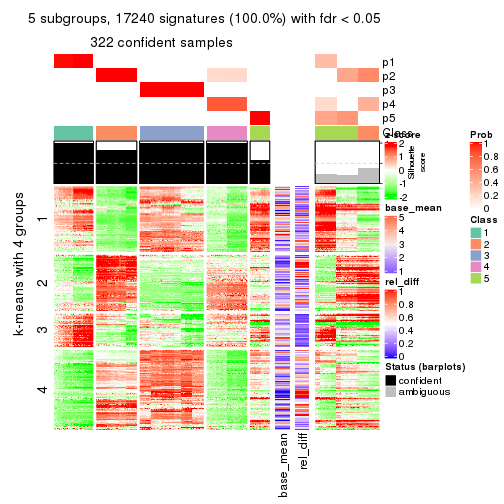 5 subgroups, 17240 signatures (100.0%) with fdr < 0.05
322 confident samples
p1
p2
p3
p4
p5
Class
Silhouette
score
k-means with 4 groups
1
2
3
4
base_mean
rel_diff
z-score
2
1
0
-1
-2
base_mean
5
4
3
2
1
rel_diff
1
0.8
0.6
0.4
0.2
0
Status (barplots)
confident
ambiguous
Prob
1
0.8
0.6
0.4
0.2
0
Class
1
2
3
4
5